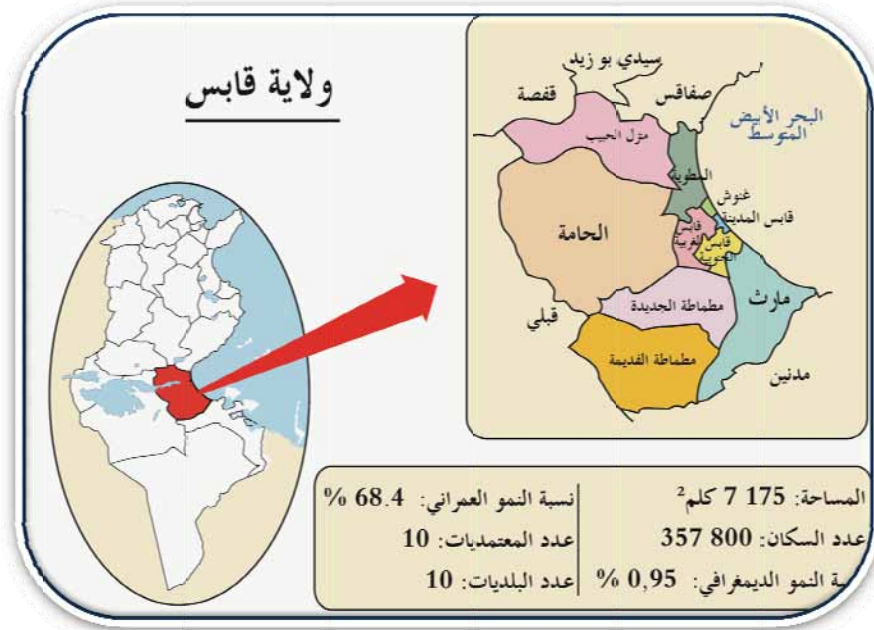 ولاية قابس
سيدي بو زيد
قفصة
صفاقس
البحر الأبيض
المتوسط
منزل الحبيب
المطوية
غنوش
قابس المدينة
الحامة
قابس
الغربية
قابس
الجنوبية
مارث
مطماطة الجديدة
قبلي
مطماطة القديمة
مدنين
المساحة: 175 7 كلم²
عدد السكان: 800 357
بة النمو الديمغرافي: 0,95 %
نسبة النمو العمراني: 68.4 %
عدد المعتمديات: 10
عدد البلديات: 10